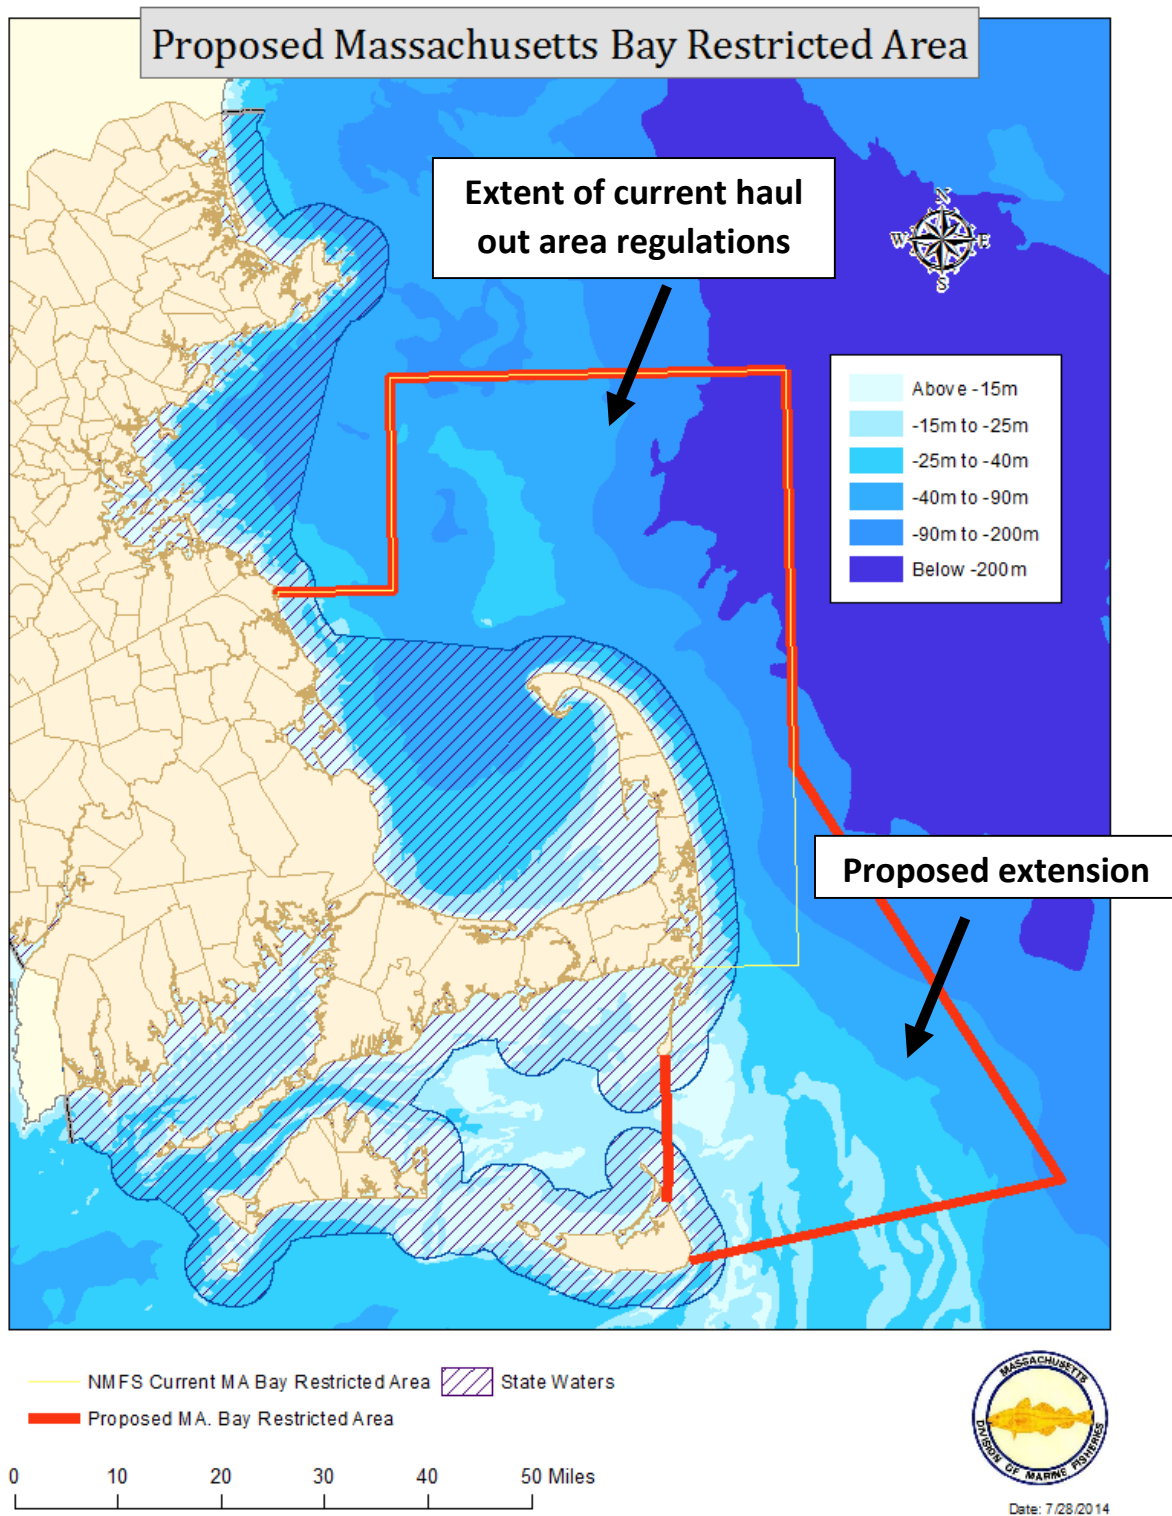 Proposed Massachusetts Bay Restricted Area
Extent of current haul
out area regulations
N
W E
S
Above -15m
-15m to -25m
-25m to -40m
-40m to -90m
-90m to -200m
Below -200m
Proposed extension
NMFS Current MA Bay Restricted Area
State Waters
Proposed MA. Bay Restricted Area
0 10 20 30 40 50 Miles
MASSACHUSETTS
DIVISION OF MARINE FISHERIES
Date: 7/28/2014